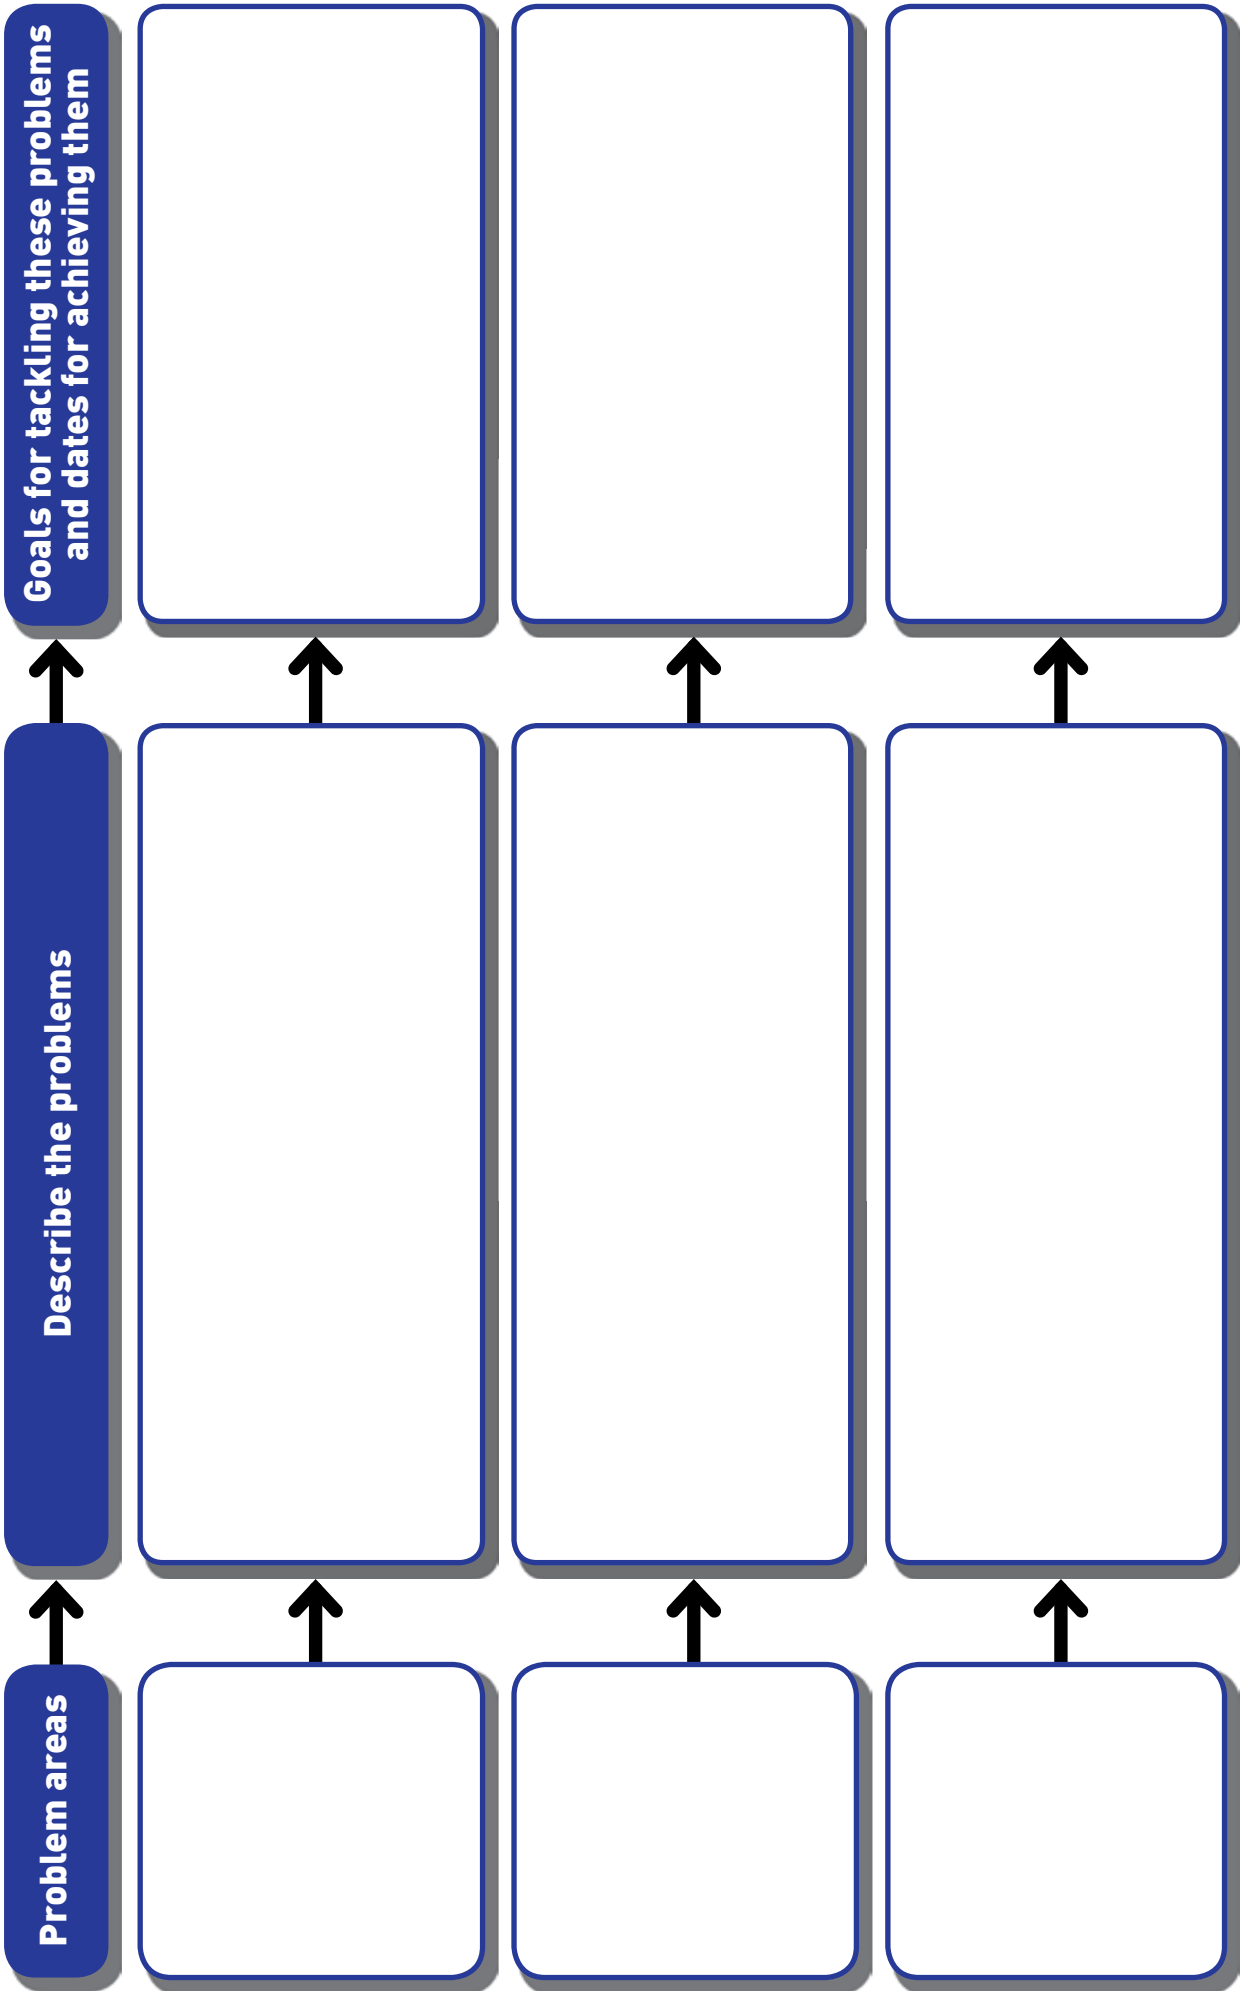 Problem areas
Describe the problems
Goals for tackling these problems
and dates for achieving them